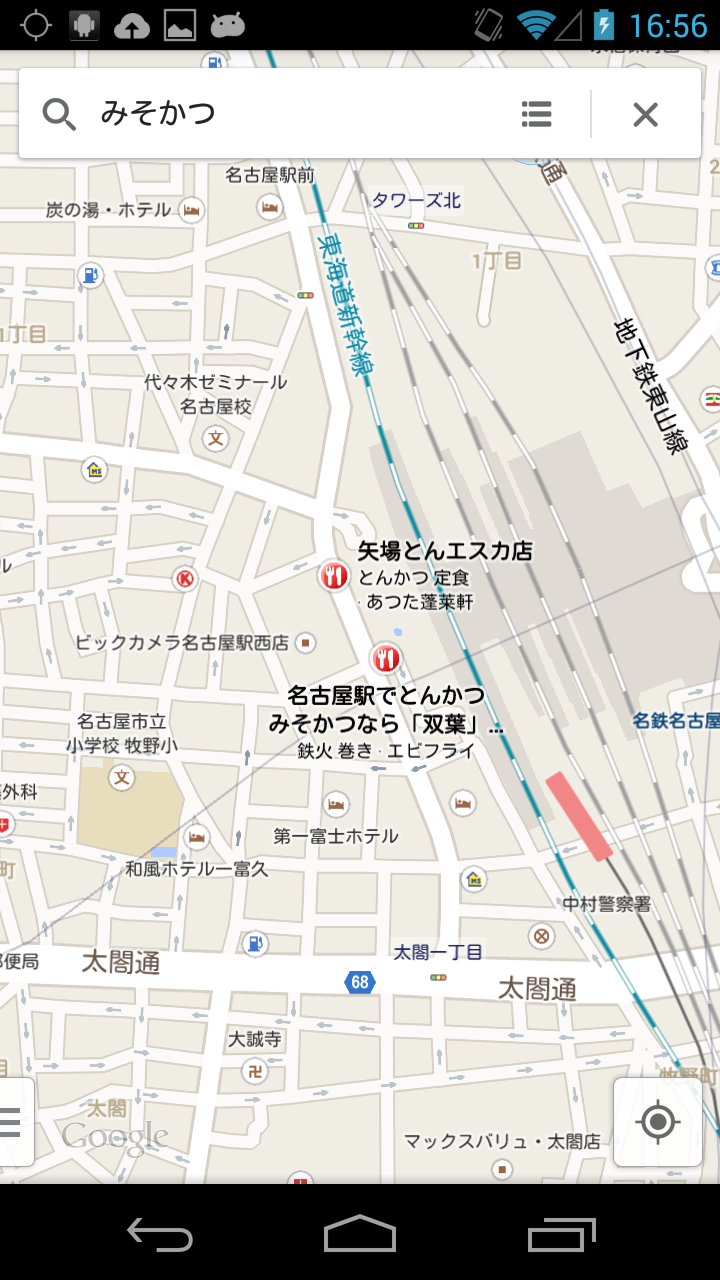 16:56
みそかつ
名古屋駅前
タワーズ北
炭の湯・ホテル
東海道新幹線
1丁目
1丁目
地下鉄東山線
代々木ゼミナール
名古屋校
矢場とんエスカ店
とんかつ 定食
· あつた蓬莱軒
ビックカメラ名古屋駅西店
名古屋駅でとんかつ
みそかつなら「双葉」...
鉄火 巻き · エビフライ
名鉄名古屋
名古屋市立
小学校 牧野小
外科
第一富士ホテル
和風ホテル一富久
町
中村警察署
太閤一丁目
便局
太閤通
68
太閤通
大誠寺
牧野町
太閤
Google
マックスバリュ・太閤店